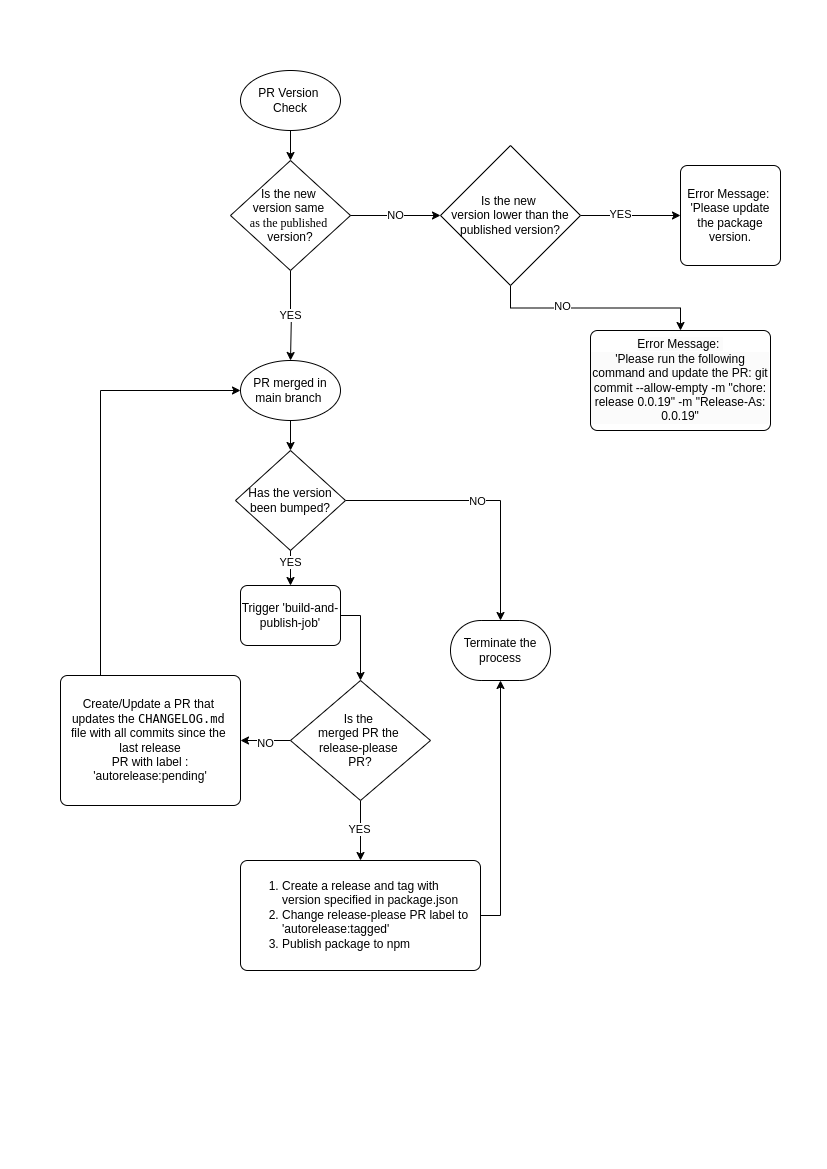 PR Version
Check
Is the new
version same
as the published
version?
NO
Is the new
version lower than the
published version?
YES
Error Message:
'Please update
the package
version.
YES
NO
Error Message:
'Please run the following
command and update the PR: git
commit --allow-empty -m "chore:
release 0.0.19" -m "Release-As:
0.0.19"
PR merged in
main branch
Has the version
been bumped?
NO
YES
Trigger 'build-and-
publish-job'
Terminate the
process
Create/Update a PR that
updates the CHANGELOG.md
file with all commits since the
last release
PR with label :
'autorelease:pending'
NO
Is the
merged PR the
release-please
PR?
YES
1. Create a release and tag with
version specified in package.json
2. Change release-please PR label to
'autorelease:tagged'
3. Publish package to npm